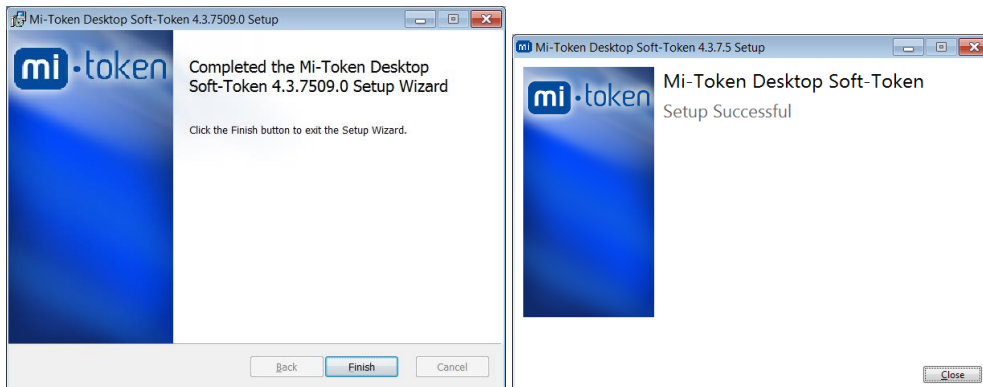 Mi-Token Desktop Soft-Token 4.3.7509.0 Setup
mi·token
Completed the Mi-Token Desktop
Soft-Token 4.3.7509.0 Setup Wizard
Click the Finish button to exit the Setup Wizard.
Back
Finish
Cancel
mi Mi-Token Desktop Soft-Token 4.3.7.5 Setup
mi·token
Mi-Token Desktop Soft-Token
Setup Successful
Close